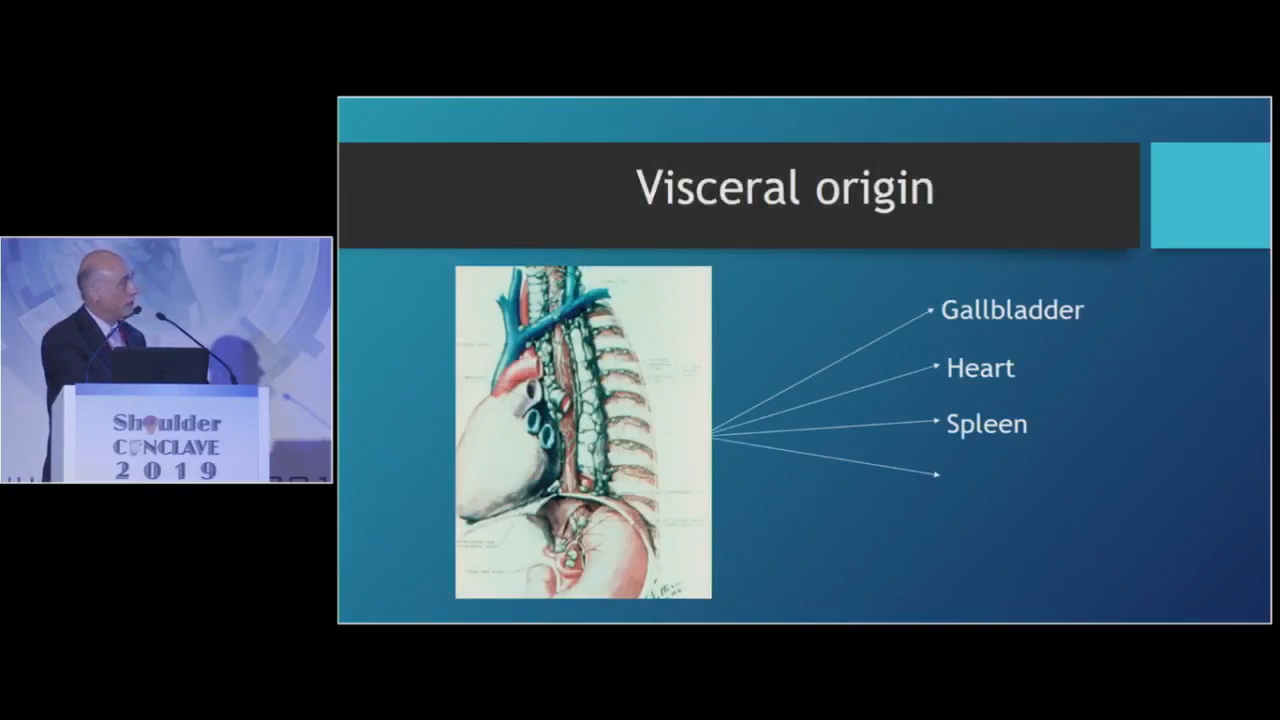 Visceral origin
Gallbladder
Heart
Spleen
Shoulder
CONCLAVE
2019